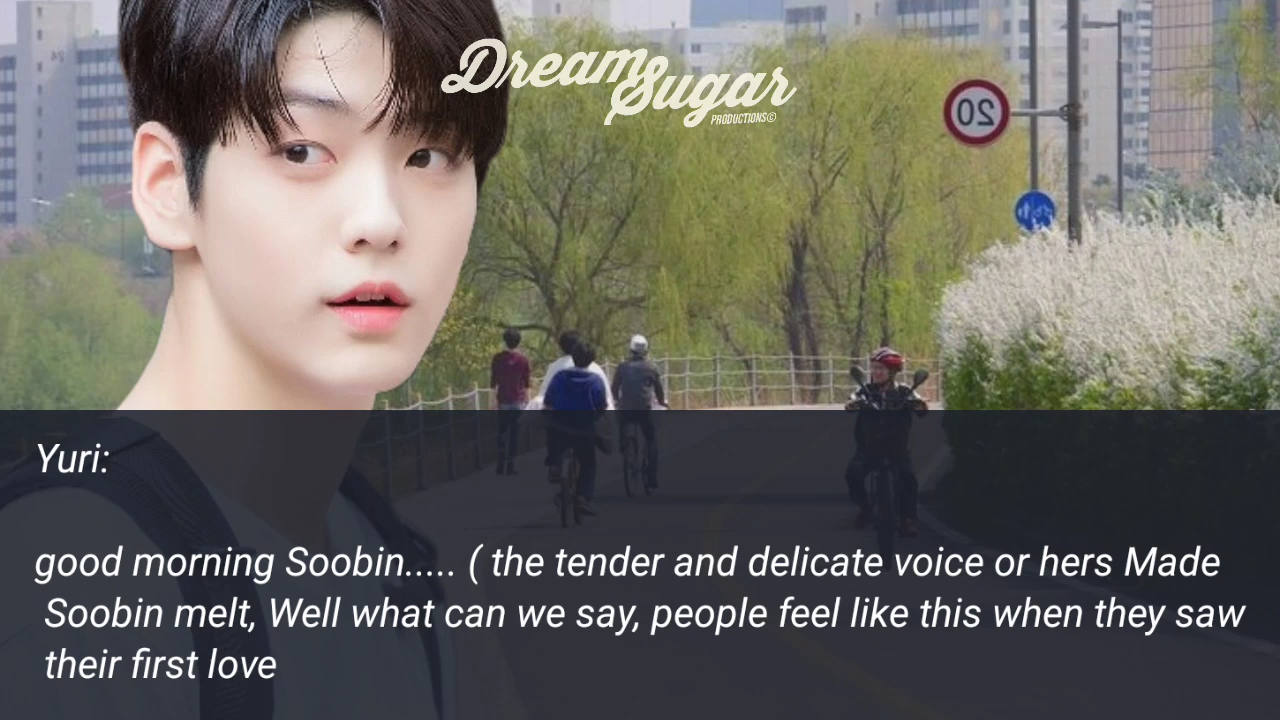 Dream Sugar
PRODUCTIONS©
20
Yuri:
good morning Soobin..... ( the tender and delicate voice or hers Made
Soobin melt, Well what can we say, people feel like this when they saw
their first love